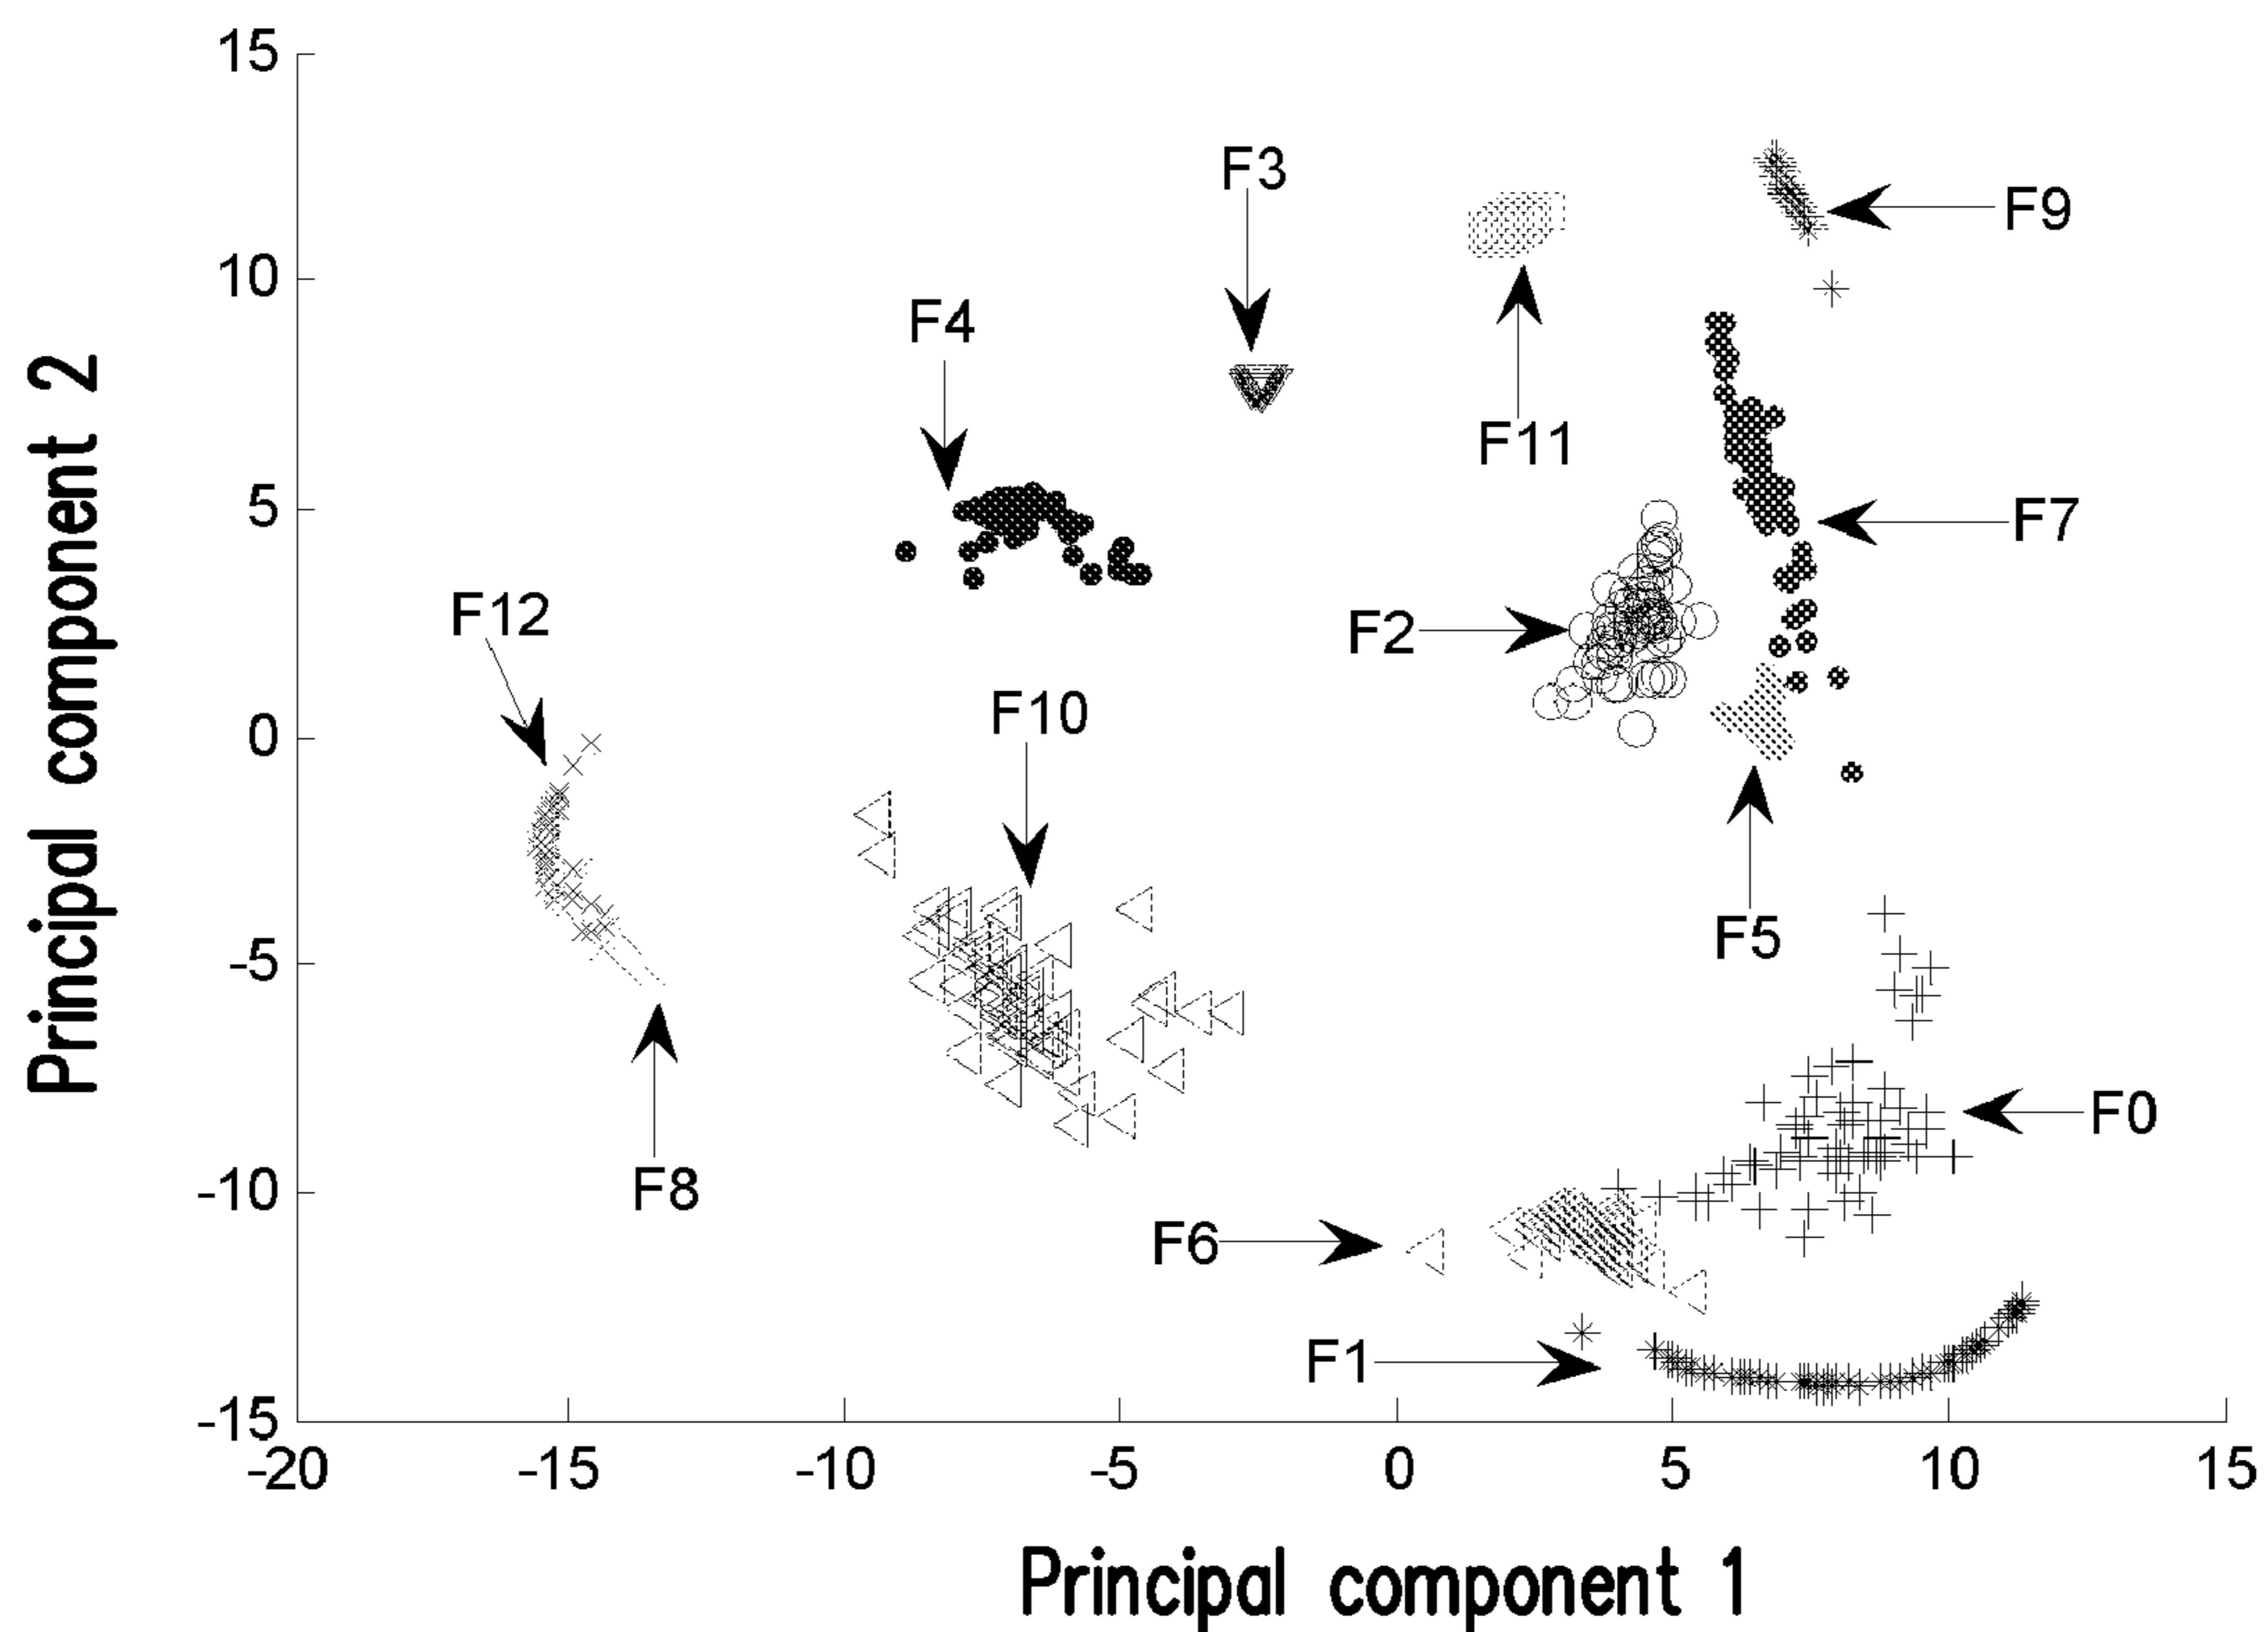 15
F3
F9
10
F4
F11
5
F7
F12
F2
F10
0
F5
-5
F0
-10
F8
F6
F1
-15
-20 -15 -10 -5 0 5 10 15
Principal component 1
Principal component 2